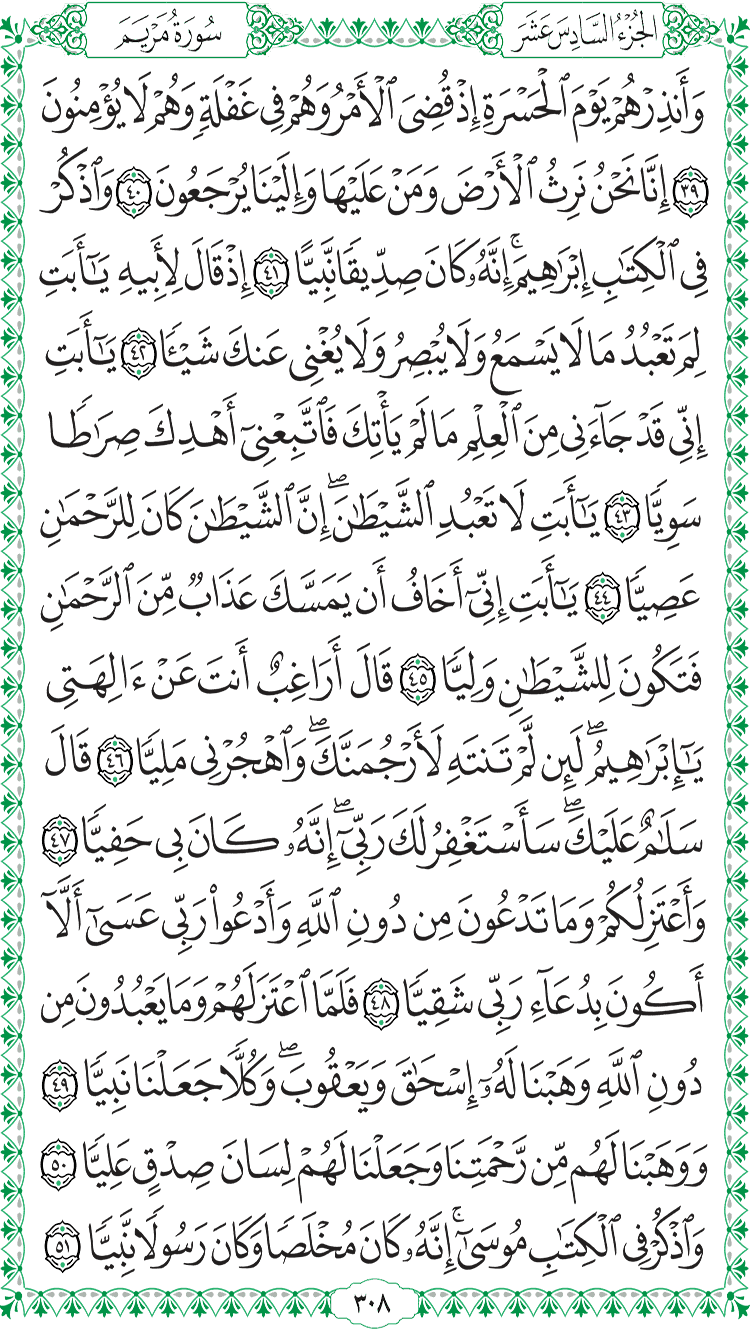 الجُزْءُ السَّادِسَ عَشَرَ
سُورَةُ مَرْيَم
وَأَنذِرْهُمْ يَوْمَ ٱلْحَسْرَةِ إِذْ قُضِىَ ٱلْأَمْرُ وَهُمْ فِى غَفْلَةٍ وَهُمْ لَا يُؤْمِنُونَ
٣٩ إِنَّا نَحْنُ نَرِثُ ٱلْأَرْضَ وَمَنْ عَلَيْهَا وَإِلَيْنَا يُرْجَعُونَ ٤٠ وَٱذْكُرْ
فِى ٱلْكِتَٰبِ إِبْرَٰهِيمَ ۚ إِنَّهُۥ كَانَ صِدِّيقًا نَّبِيًّا ٤١ إِذْ قَالَ لِأَبِيهِ يَٰٓأَبَتِ
لِمَ تَعْبُدُ مَا لَا يَسْمَعُ وَلَا يُبْصِرُ وَلَا يُغْنِى عَنكَ شَيْـًٔا ٤٢ يَٰٓأَبَتِ
إِنِّى قَدْ جَآءَنِى مِنَ ٱلْعِلْمِ مَا لَمْ يَأْتِكَ فَٱتَّبِعْنِىٓ أَهْدِكَ صِرَٰطًا
سَوِيًّا ٤٣ يَٰٓأَبَتِ لَا تَعْبُدِ ٱلشَّيْطَٰنَ ۖ إِنَّ ٱلشَّيْطَٰنَ كَانَ لِلرَّحْمَٰنِ
عَصِيًّا ٤٤ يَٰٓأَبَتِ إِنِّىٓ أَخَافُ أَن يَمَسَّكَ عَذَابٌ مِّنَ ٱلرَّحْمَٰنِ
فَتَكُونَ لِلشَّيْطَٰنِ وَلِيًّا ٤٥ قَالَ أَرَاغِبٌ أَنتَ عَنْ ءَالِهَتِى
يَٰٓإِبْرَٰهِيمُ ۖ لَئِن لَّمْ تَنتَهِ لَأَرْجُمَنَّكَ ۖ وَٱهْجُرْنِى مَلِيًّا ٤٦ قَالَ
سَلَٰمٌ عَلَيْكَ ۖ سَأَسْتَغْفِرُ لَكَ رَبِّىٓ ۖ إِنَّهُۥ كَانَ بِى حَفِيًّا ٤٧
وَأَعْتَزِلُكُمْ وَمَا تَدْعُونَ مِن دُونِ ٱللَّهِ وَأَدْعُوا۟ رَبِّى عَسَىٰٓ أَلَّآ
أَكُونَ بِدُعَآءِ رَبِّى شَقِيًّا ٤٨ فَلَمَّا ٱعْتَزَلَهُمْ وَمَا يَعْبُدُونَ مِن
دُونِ ٱللَّهِ وَهَبْنَا لَهُۥٓ إِسْحَٰقَ وَيَعْقُوبَ ۖ وَكُلًّا جَعَلْنَا نَبِيًّا ٤٩
وَوَهَبْنَا لَهُم مِّن رَّحْمَتِنَا وَجَعَلْنَا لَهُمْ لِسَانَ صِدْقٍ عَلِيًّا ٥٠
وَٱذْكُرْ فِى ٱلْكِتَٰبِ مُوسَىٰٓ ۚ إِنَّهُۥ كَانَ مُخْلَصًا وَكَانَ رَسُولًا نَّبِيًّا ٥١
٣٠٨